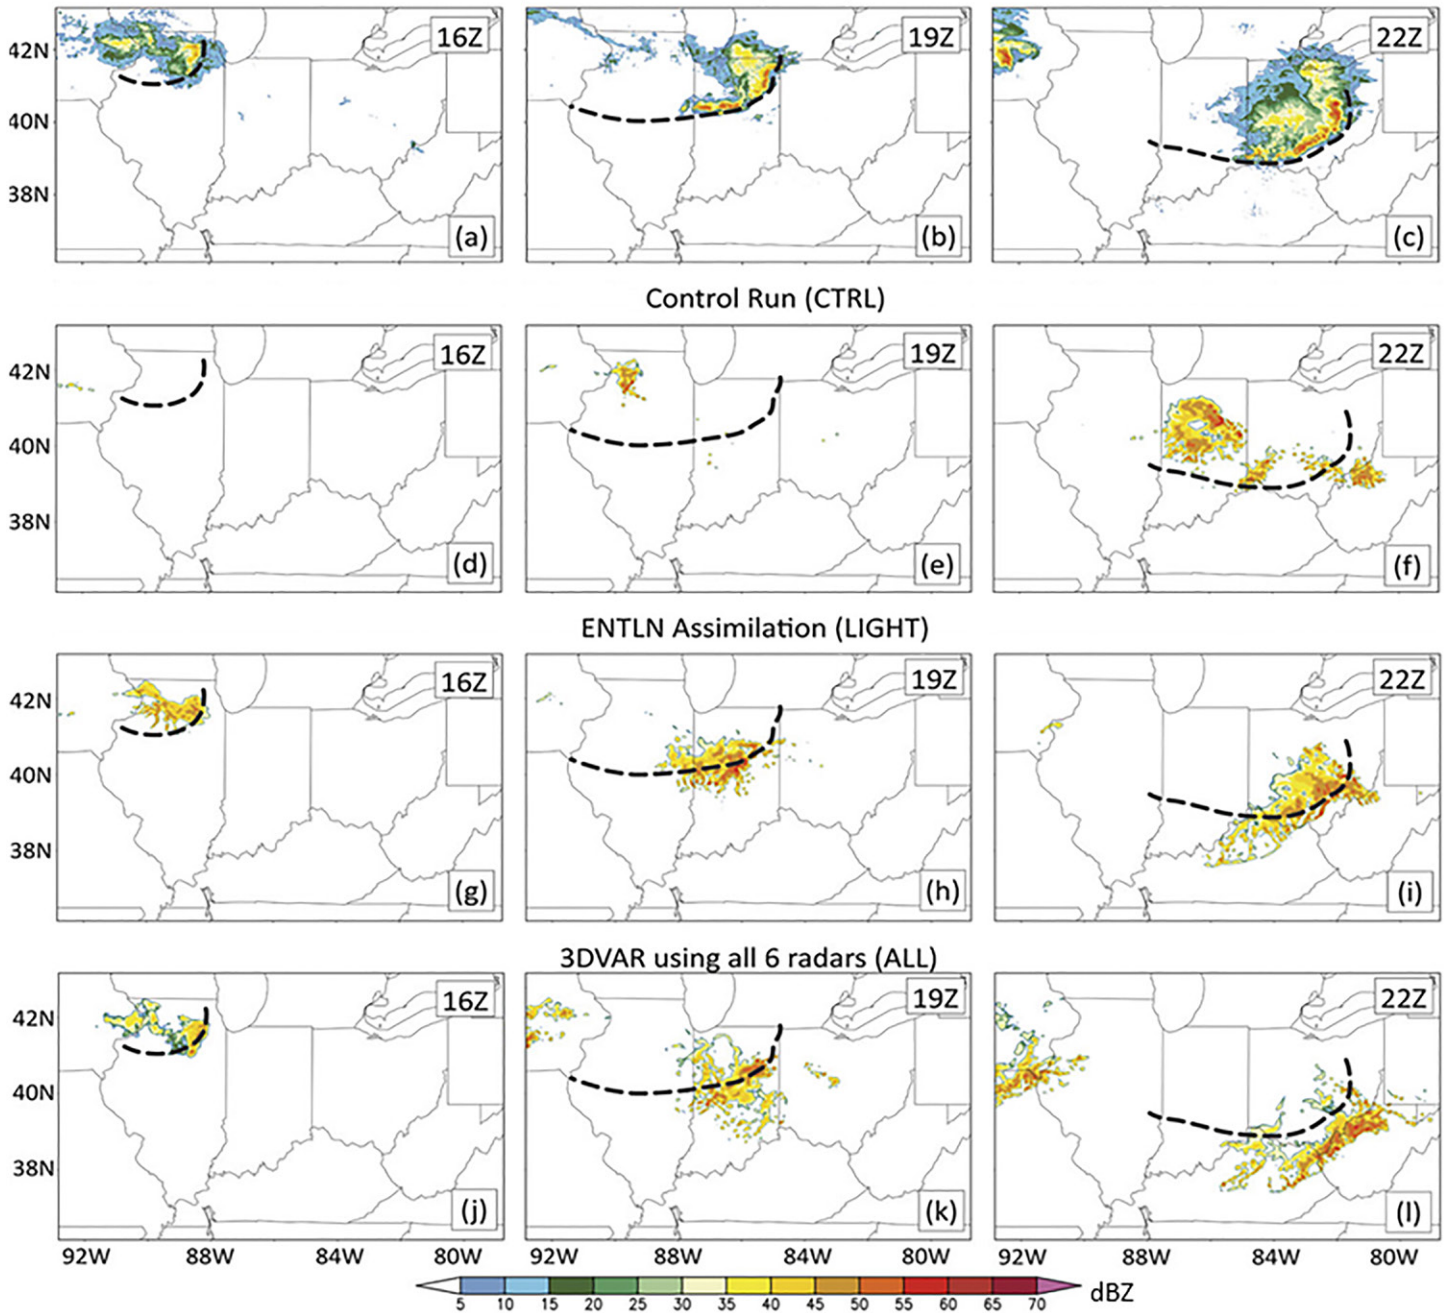 16Z 19Z 22Z
42N
40N
38N
(a) (b) (c)
Control Run (CTRL)
16Z 19Z 22Z
42N
40N
38N
(d) (e) (f)
ENTLN Assimilation (LIGHT)
16Z 19Z 22Z
42N
40N
38N
(g) (h) (i)
3DVAR using all 6 radars (ALL)
16Z 19Z 22Z
42N
40N
38N
(j) (k) (l)
92W 88W 84W 80W 92W 88W 84W 80W 92W 88W 84W 80W
dBZ
5 10 15 20 25 30 35 40 45 50 55 60 65 70